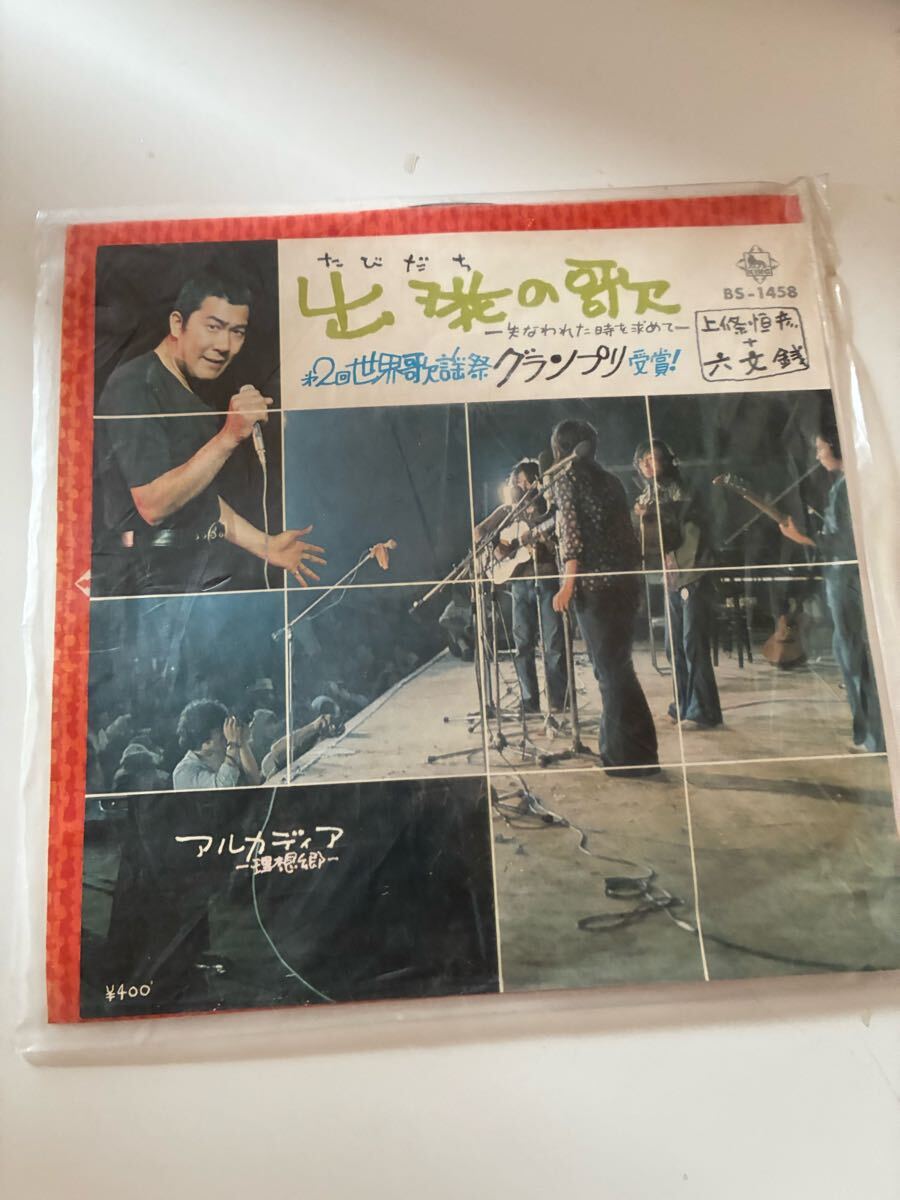 たびだち
出発の歌
—失なわれた時を求めて—
第2回世界歌謡祭グランプリ受賞!
KING
BS-1458
上條恒彦
+
六文銭
アルカディア
—理想郷—
¥400